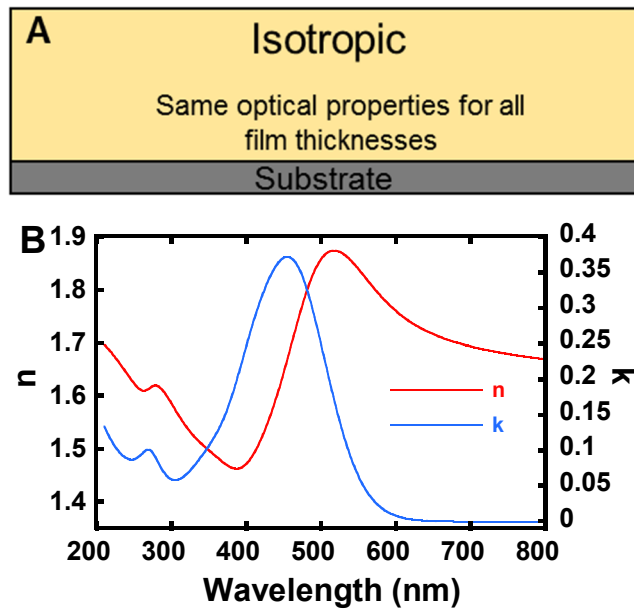 A
Isotropic
Same optical properties for all
film thicknesses
Substrate
B
1.9
1.8
1.7
1.6
1.5
1.4
n
0.4
0.35
0.3
0.25
0.2
0.15
0.1
0.05
0
k
n
k
200 300 400 500 600 700 800
Wavelength (nm)